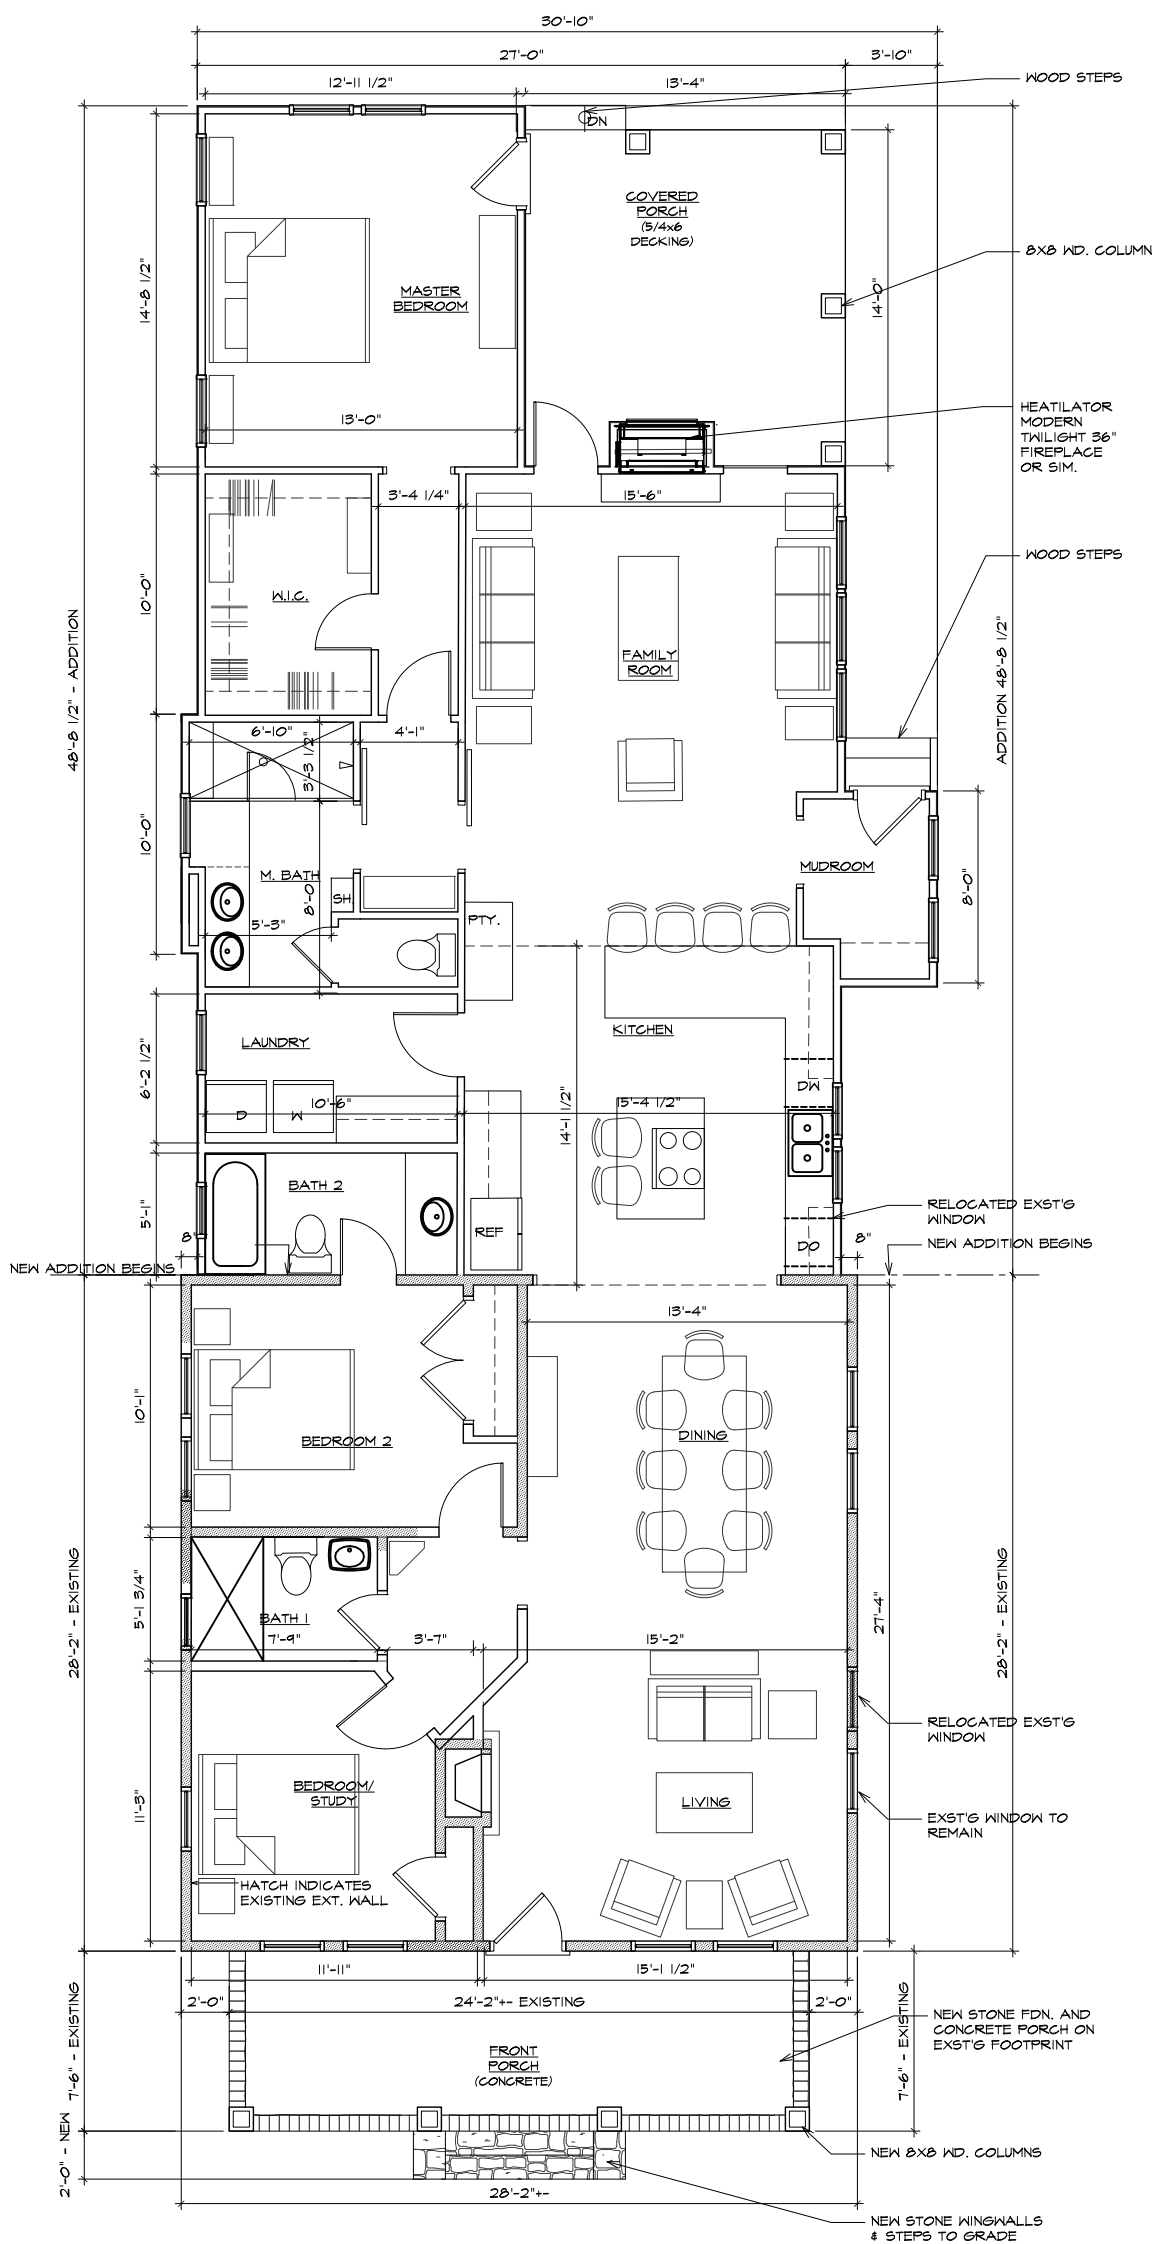 30'-10"
27'-0"
3'-10"
12'-11 1/2"
13'-4"
WOOD STEPS
DN
COVERED
PORCH
(5/4x6
DECKING)
8X8 WD. COLUMN
14'-8 1/2"
MASTER
BEDROOM
14'-0"
13'-0"
HEATILATOR
MODERN
TWILIGHT 36"
FIREPLACE
OR SIM.
3'-4 1/4"
15'-6"
WOOD STEPS
10'-0"
W.I.C.
FAMILY
ROOM
48'-8 1/2" - ADDITION
ADDITION 48'-8 1/2"
6'-10"
4'-1"
3'-3 1/2"
10'-0"
M. BATH
SH.
8'-0"
5'-3"
PTY.
MUDROOM
8'-0"
KITCHEN
LAUNDRY
6'-2 1/2"
D
W
10'-6"
14'-1 1/2"
15'-4 1/2"
DW
BATH 2
5'-1"
8"
REF
DO
8"
RELOCATED EXST'G
WINDOW
NEW ADDITION BEGINS
NEW ADDITION BEGINS
13'-4"
10'-1"
BEDROOM 2
DINING
28'-2" - EXISTING
5'-1 3/4"
BATH 1
7'-9"
3'-7"
15'-2"
27'-4"
28'-2" - EXISTING
RELOCATED EXST'G
WINDOW
11'-3"
BEDROOM/
STUDY
LIVING
EXST'G WINDOW TO
REMAIN
HATCH INDICATES
EXISTING EXT. WALL
11'-11"
15'-1 1/2"
2'-0"
24'-2"+- EXISTING
2'-0"
7'-6" - EXISTING
7'-6" - EXISTING
NEW STONE FDN. AND
CONCRETE PORCH ON
EXST'G FOOTPRINT
FRONT
PORCH
(CONCRETE)
2'-0" - NEW
NEW 8X8 WD. COLUMNS
28'-2"+-
NEW STONE WINGWALLS
& STEPS TO GRADE